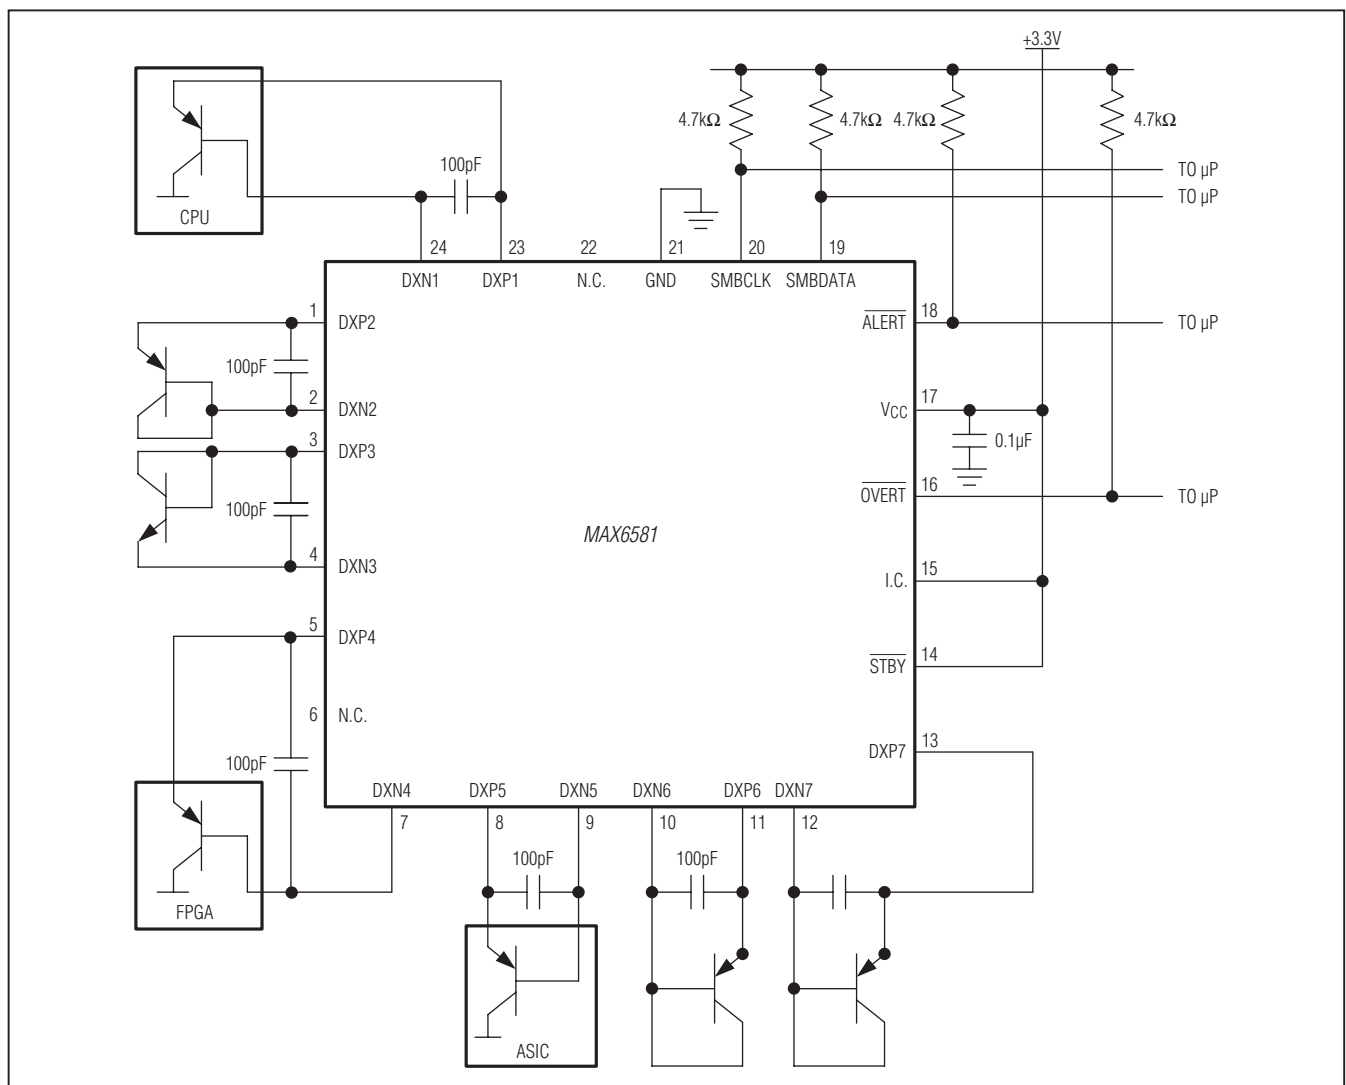 +3.3V
4.7kΩ
4.7kΩ
4.7kΩ
4.7kΩ
100pF
TO µP
TO µP
CPU
24
23
22
21
20
19
DXN1
DXP1
N.C.
GND
SMBCLK
SMBDATA
1
DXP2
ALERT
18
TO µP
100pF
2
DXN2
VCC
17
0.1µF
3
DXP3
100pF
OVERT
16
TO µP
MAX6581
4
DXN3
I.C.
15
5
DXP4
STBY
14
6
N.C.
DXP7
13
100pF
DXN4
DXP5
DXN5
DXN6
DXP6
DXN7
7
8
9
10
11
12
100pF
100pF
FPGA
ASIC